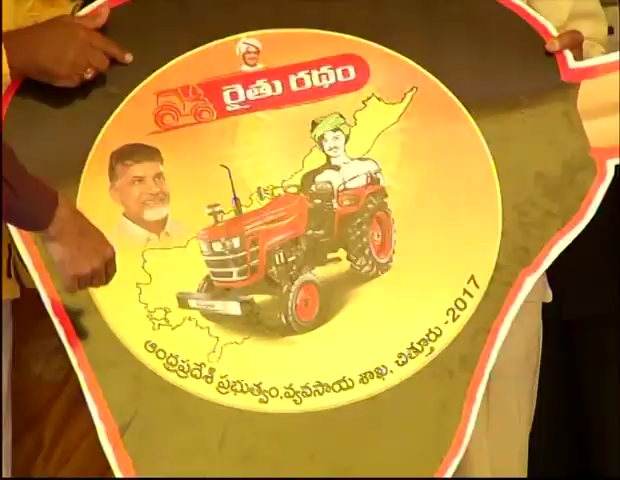 రైతు రథం
ఆంధ్రప్రదేశ్ ప్రభుత్వం, వ్యవసాయ శాఖ, చిత్తూరు-2017